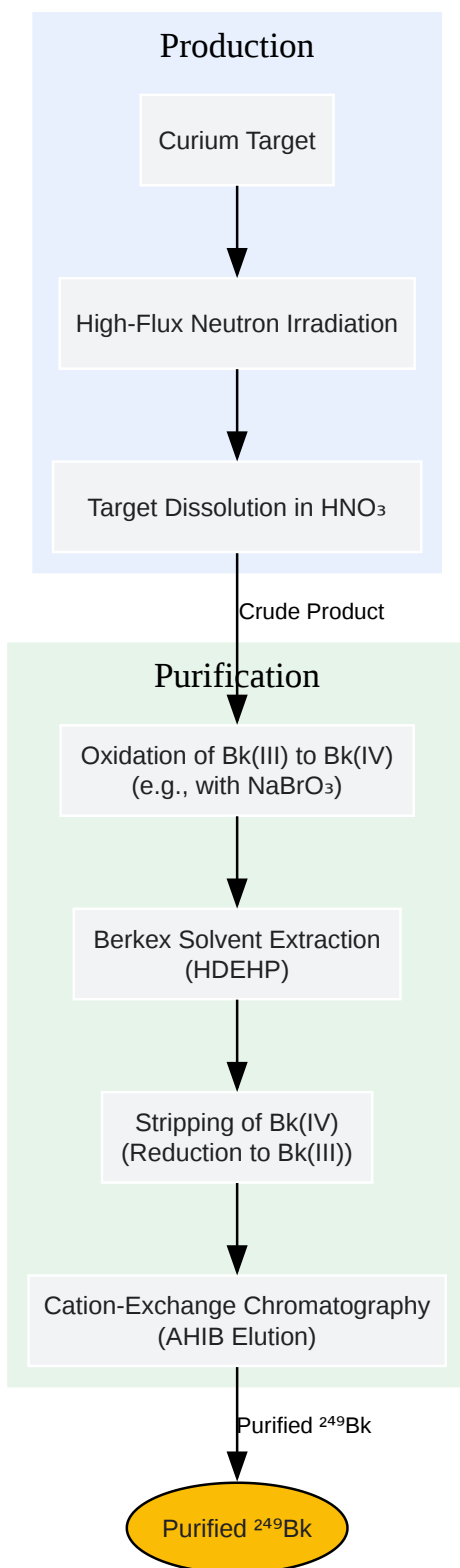 Production
Curium Target
High-Flux Neutron Irradiation
Target Dissolution in HNO₃
Crude Product
Purification
Oxidation of Bk(III) to Bk(IV)
(e.g., with NaBrO₃)
Berkex Solvent Extraction
(HDEHP)
Stripping of Bk(IV)
(Reduction to Bk(III))
Cation-Exchange Chromatography
(AHIB Elution)
Purified ²⁴⁹Bk
Purified ²⁴⁹Bk